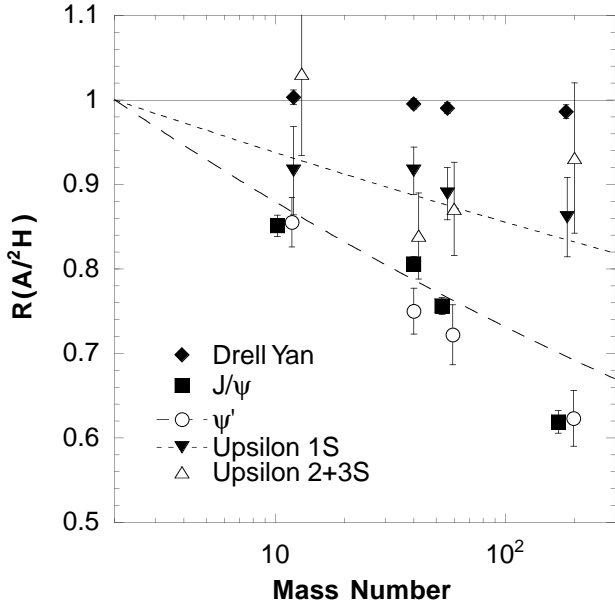 1.1
1
0.9
0.8
0.7
0.6
0.5
R(A/²H)
Drell Yan
J/ψ
ψ'
Upsilon 1S
Upsilon 2+3S
10
10²
Mass Number